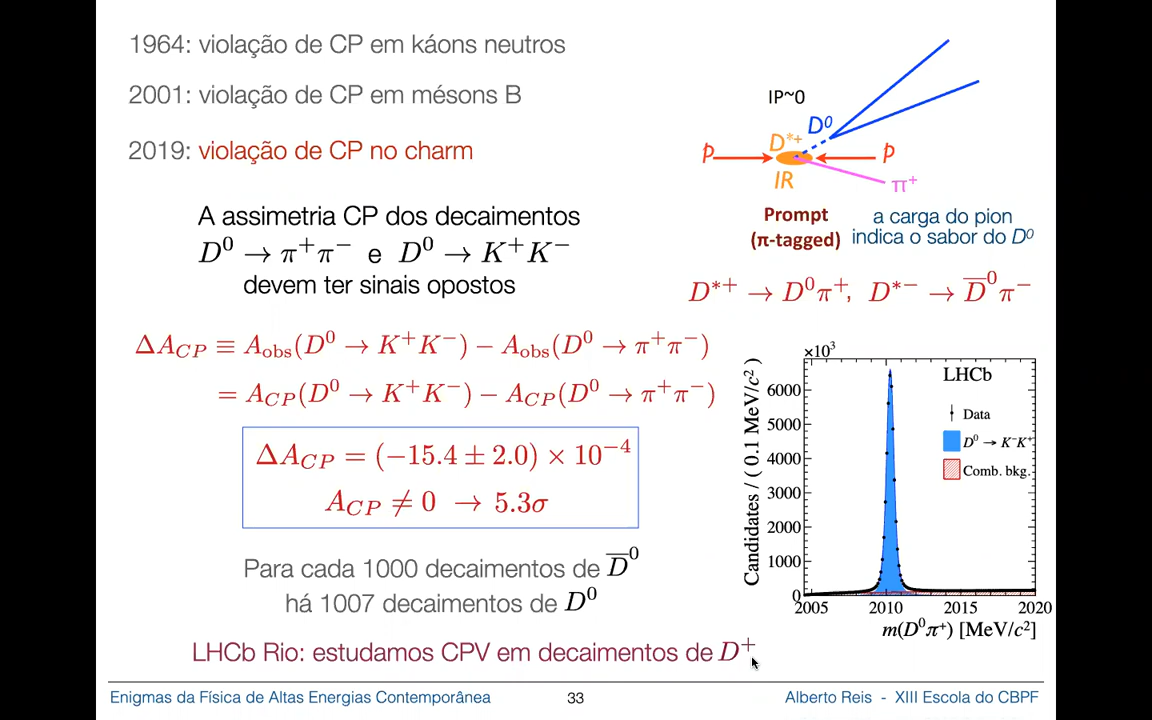 1964: violação de CP em káons neutros
2001: violação de CP em mésons B
2019: violação de CP no charm
A assimetria CP dos decaimentos
D⁰ → π⁺π⁻ e D⁰ → K⁺K⁻
devem ter sinais opostos
ΔA_CP ≡ A_obs(D⁰ → K⁺K⁻) − A_obs(D⁰ → π⁺π⁻)
= A_CP(D⁰ → K⁺K⁻) − A_CP(D⁰ → π⁺π⁻)
ΔA_CP = (−15.4 ± 2.0) × 10⁻⁴
A_CP ≠ 0 → 5.3σ
Para cada 1000 decaimentos de D̅⁰
há 1007 decaimentos de D⁰
LHCb Rio: estudamos CPV em decaimentos de D⁺
IP~0
D⁰
D*⁺
p
p
IR
π⁺
Prompt
(π-tagged)
a carga do pion
indica o sabor do D⁰
D*⁺ → D⁰π⁺, D*⁻ → D̅⁰π⁻
×10³
LHCb
Data
D⁰ → K⁻K⁺
Comb. bkg.
Candidates / ( 0.1 MeV/c² )
6000
5000
4000
3000
2000
1000
0
2005 2010 2015 2020
m(D⁰π⁺) [MeV/c²]
Enigmas da Física de Altas Energias Contemporânea
33
Alberto Reis - XIII Escola do CBPF